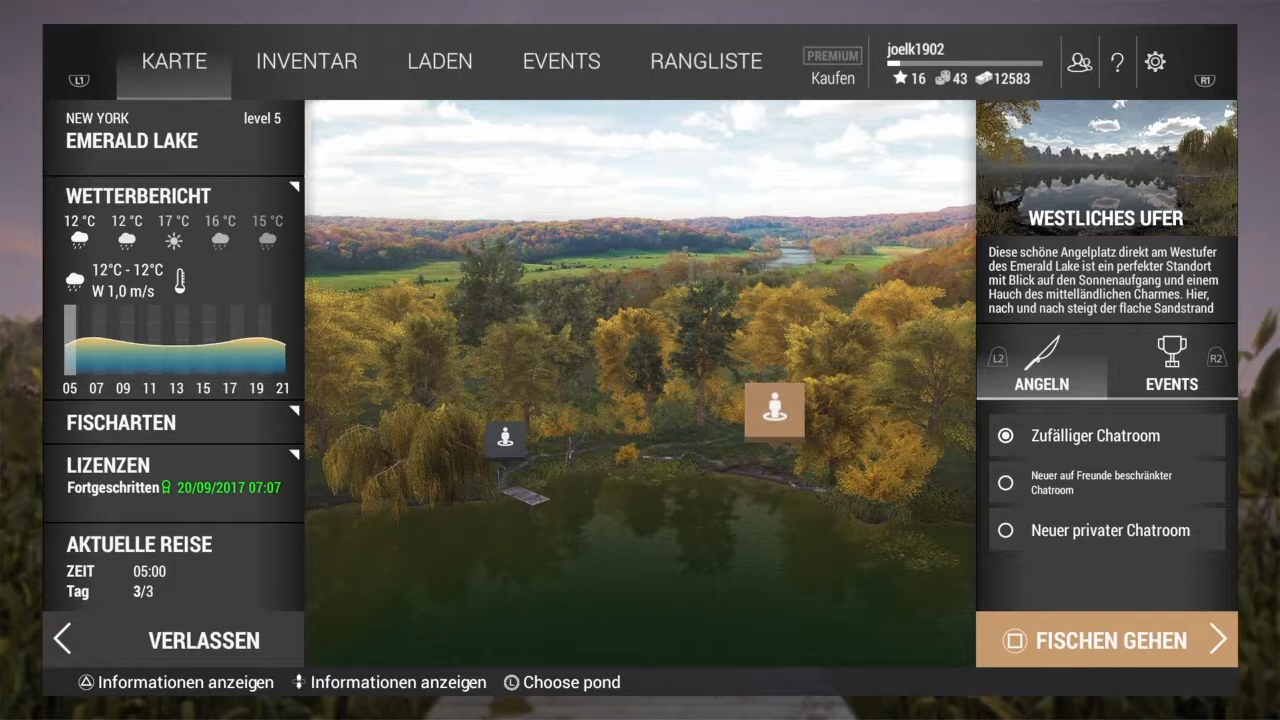 L1
KARTE
INVENTAR
LADEN
EVENTS
RANGLISTE
PREMIUM
Kaufen
joelk1902
16 43 12583
?
R1
NEW YORK level 5
EMERALD LAKE
WETTERBERICHT
12 °C 12 °C 17 °C 16 °C 15 °C
12°C - 12°C
W 1,0 m/s
05 07 09 11 13 15 17 19 21
FISCHARTEN
LIZENZEN
Fortgeschritten 20/09/2017 07:07
AKTUELLE REISE
ZEIT 05:00
Tag 3/3
VERLASSEN
WESTLICHES UFER
Diese schöne Angelplatz direkt am Westufer
des Emerald Lake ist ein perfekter Standort
mit Blick auf den Sonnenaufgang und einem
Hauch des mittelländlichen Charmes. Hier,
nach und nach steigt der flache Sandstrand
L2
ANGELN
EVENTS
R2
Zufälliger Chatroom
Neuer auf Freunde beschränkter
Chatroom
Neuer privater Chatroom
FISCHEN GEHEN
Informationen anzeigen Informationen anzeigen L Choose pond